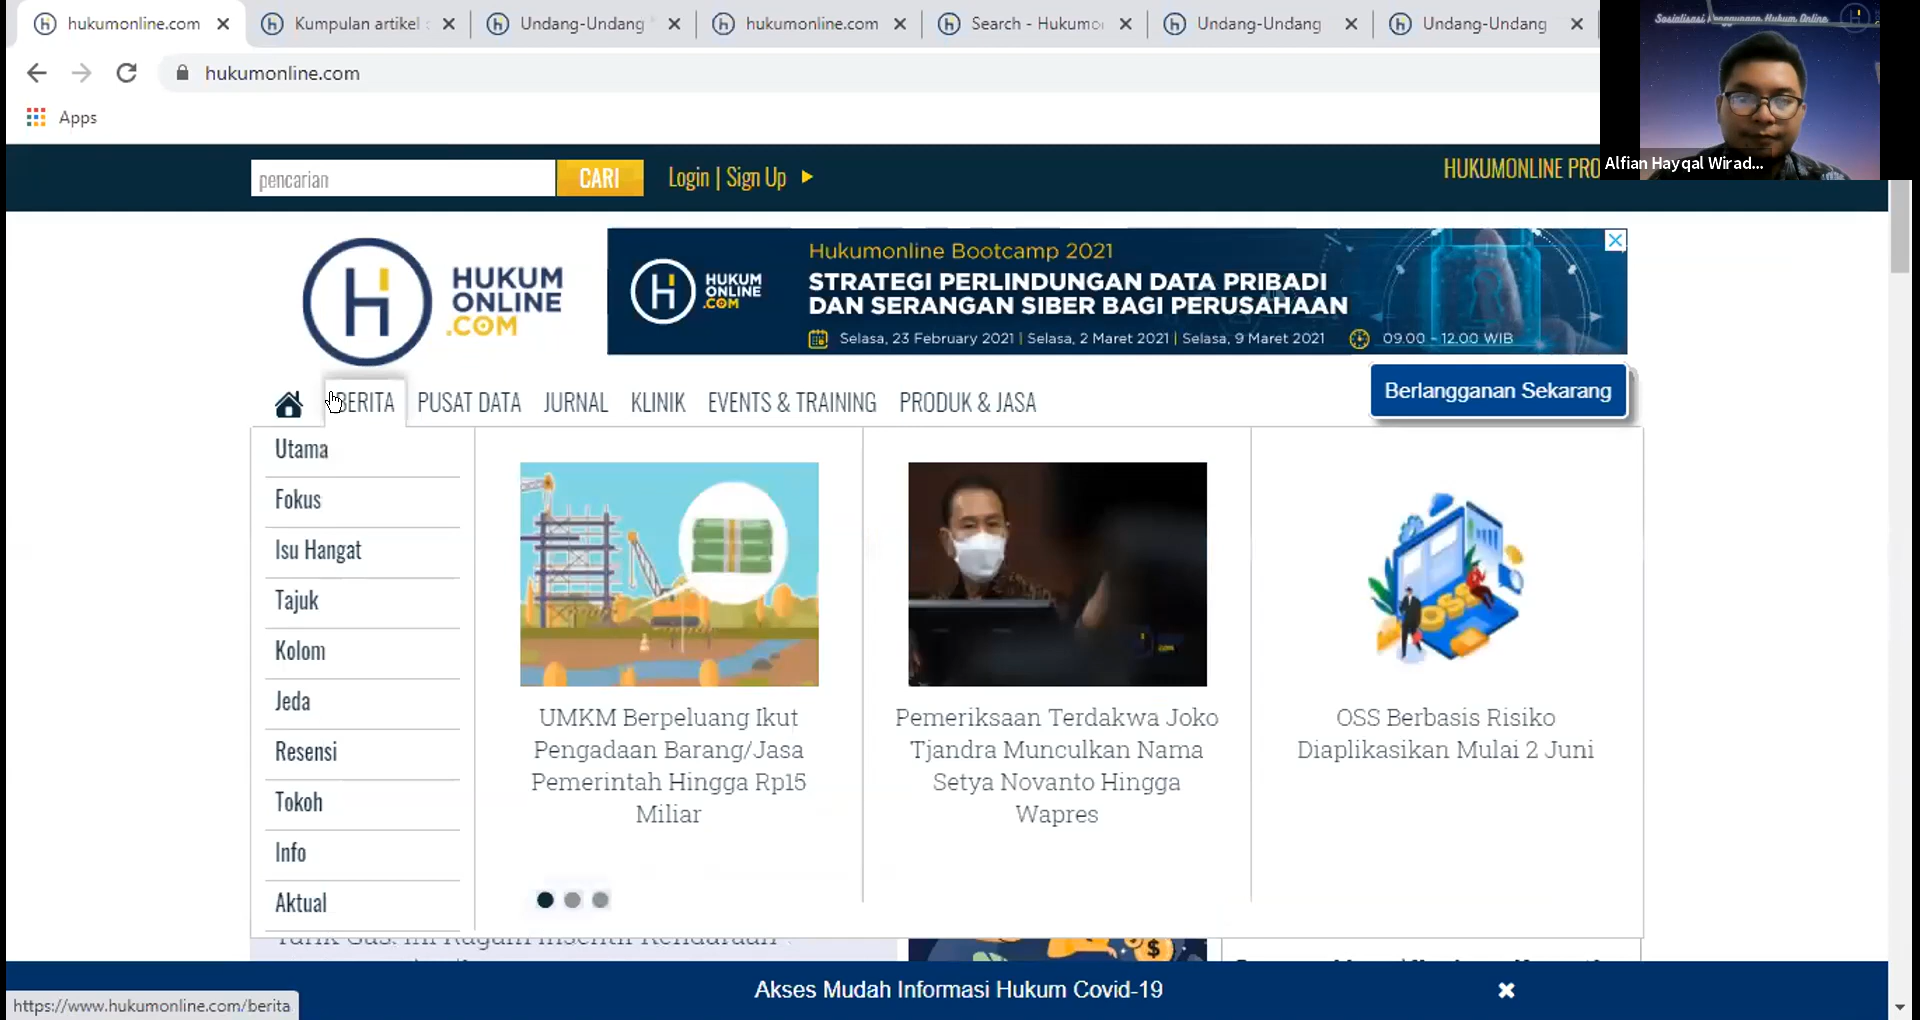 hukumonline.com
Kumpulan artikel
Undang-Undang
hukumonline.com
Search - Hukumo
Undang-Undang
Undang-Undang
hukumonline.com
Apps
Sosialisasi Penggunaan Hukum Online
Alfian Hayqal Wirad...
pencarian
CARI
Login | Sign Up
HUKUMONLINE PRO
HUKUM
ONLINE
.COM
HUKUM
ONLINE
.COM
Hukumonline Bootcamp 2021
STRATEGI PERLINDUNGAN DATA PRIBADI
DAN SERANGAN SIBER BAGI PERUSAHAAN
Selasa, 23 February 2021 | Selasa, 2 Maret 2021 | Selasa, 9 Maret 2021
09.00 - 12.00 WIB
BERITA
PUSAT DATA
JURNAL
KLINIK
EVENTS & TRAINING
PRODUK & JASA
Berlangganan Sekarang
Utama
Fokus
Isu Hangat
Tajuk
Kolom
Jeda
Resensi
Tokoh
Info
Aktual
UMKM Berpeluang Ikut
Pengadaan Barang/Jasa
Pemerintah Hingga Rp15
Miliar
Pemeriksaan Terdakwa Joko
Tjandra Munculkan Nama
Setya Novanto Hingga
Wapres
OSS
OSS Berbasis Risiko
Diaplikasikan Mulai 2 Juni
Akses Mudah Informasi Hukum Covid-19
https://www.hukumonline.com/berita